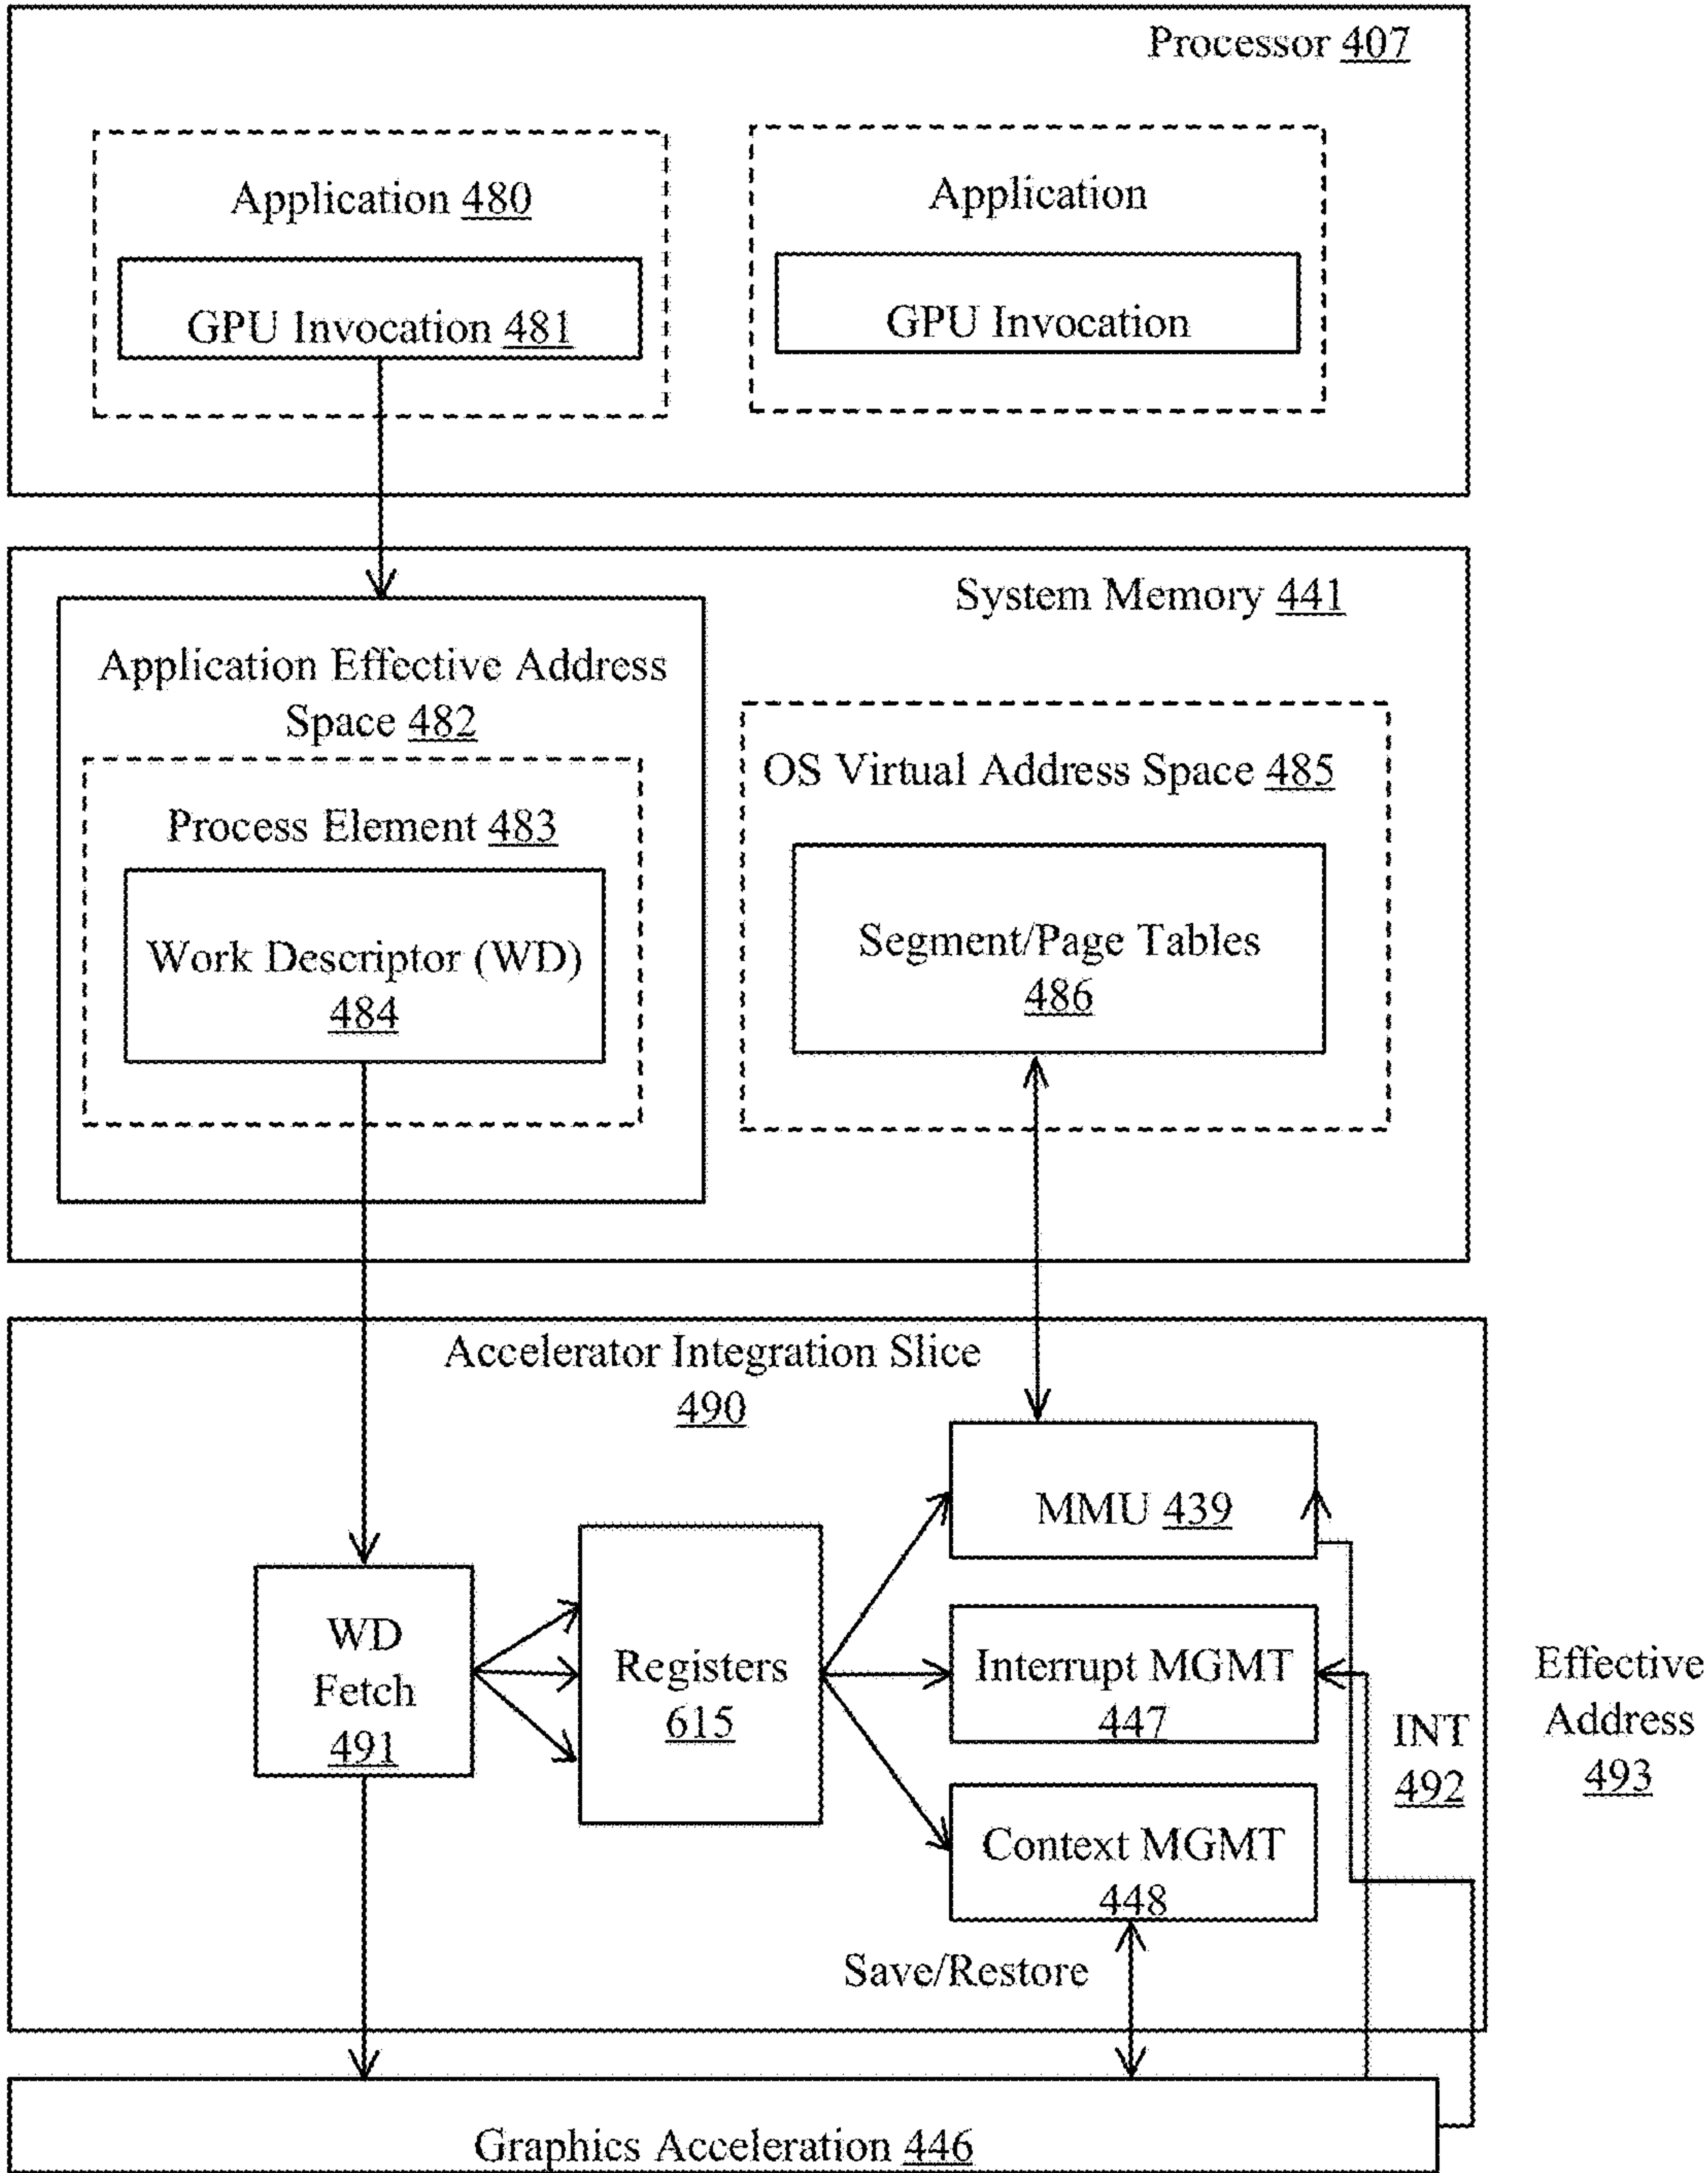 Processor 407
Application 480
Application
GPU Invocation 481
GPU Invocation
System Memory 441
Application Effective Address
Space 482
OS Virtual Address Space 485
Process Element 483
Segment/Page Tables
486
Work Descriptor (WD)
484
Accelerator Integration Slice
490
MMU 439
WD
Fetch
491
Registers
615
Interrupt MGMT
447
Effective
Address
493
INT
492
Context MGMT
448
Save/Restore
Graphics Acceleration 446